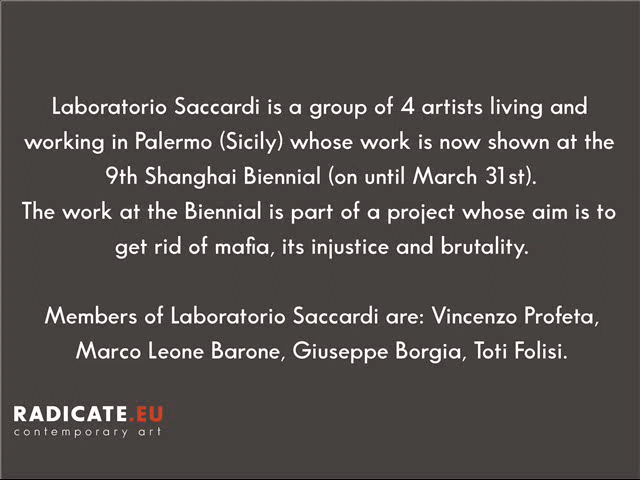 Laboratorio Saccardi is a group of 4 artists living and
working in Palermo (Sicily) whose work is now shown at the
9th Shanghai Biennial (on until March 31st).
The work at the Biennial is part of a project whose aim is to
get rid of mafia, its injustice and brutality.
Members of Laboratorio Saccardi are: Vincenzo Profeta,
Marco Leone Barone, Giuseppe Borgia, Toti Folisi.
RADICATE.EU
contemporary art